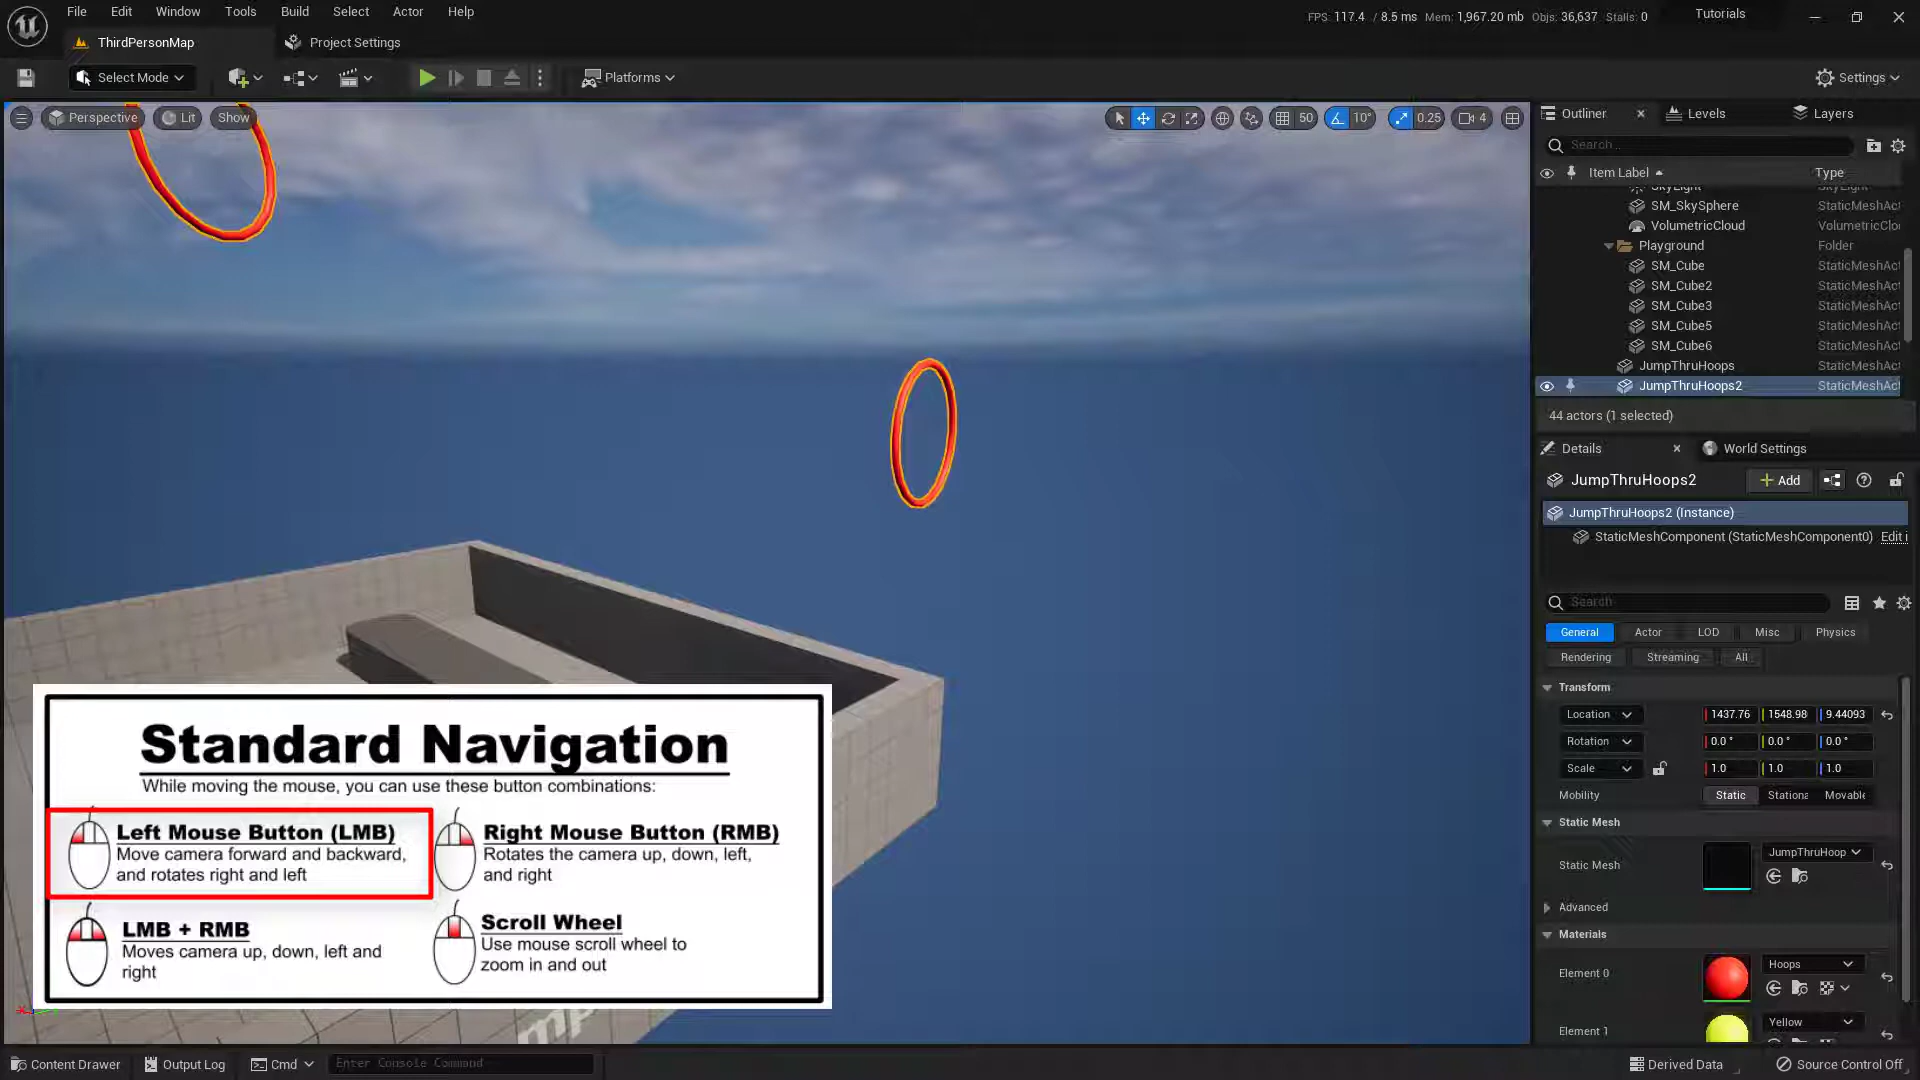 File Edit Window Tools Build Select Actor Help
FPS: 117.4 / 8.5 ms Mem: 1,967.20 mb Objs: 36,637 Stalls: 0
Tutorials
ThirdPersonMap
Project Settings
Select Mode
Platforms
Settings
Perspective Lit Show
50 10° 0.25 4
Outliner Levels Layers
Search...
Item Label Type
SkyLight SkyLight
SM_SkySphere StaticMeshAct
VolumetricCloud VolumetricClou
Playground Folder
SM_Cube StaticMeshAct
SM_Cube2 StaticMeshAct
SM_Cube3 StaticMeshAct
SM_Cube5 StaticMeshAct
SM_Cube6 StaticMeshAct
JumpThruHoops StaticMeshAct
JumpThruHoops2 StaticMeshAct
44 actors (1 selected)
Details World Settings
JumpThruHoops2 Add
JumpThruHoops2 (Instance)
StaticMeshComponent (StaticMeshComponent0) Edit i
Search
General Actor LOD Misc Physics
Rendering Streaming All
Transform
Location 1437.76 1548.98 9.44093
Rotation 0.0 ° 0.0 ° 0.0 °
Scale 1.0 1.0 1.0
Mobility Static Stationa Movable
Static Mesh
Static Mesh JumpThruHoop
Advanced
Materials
Element 0 Hoops
Element 1 Yellow
Standard Navigation
While moving the mouse, you can use these button combinations:
Left Mouse Button (LMB)
Move camera forward and backward,
and rotates right and left
Right Mouse Button (RMB)
Rotates the camera up, down, left,
and right
LMB + RMB
Moves camera up, down, left and
right
Scroll Wheel
Use mouse scroll wheel to
zoom in and out
Content Drawer Output Log Cmd Enter Console Command
Derived Data Source Control Off